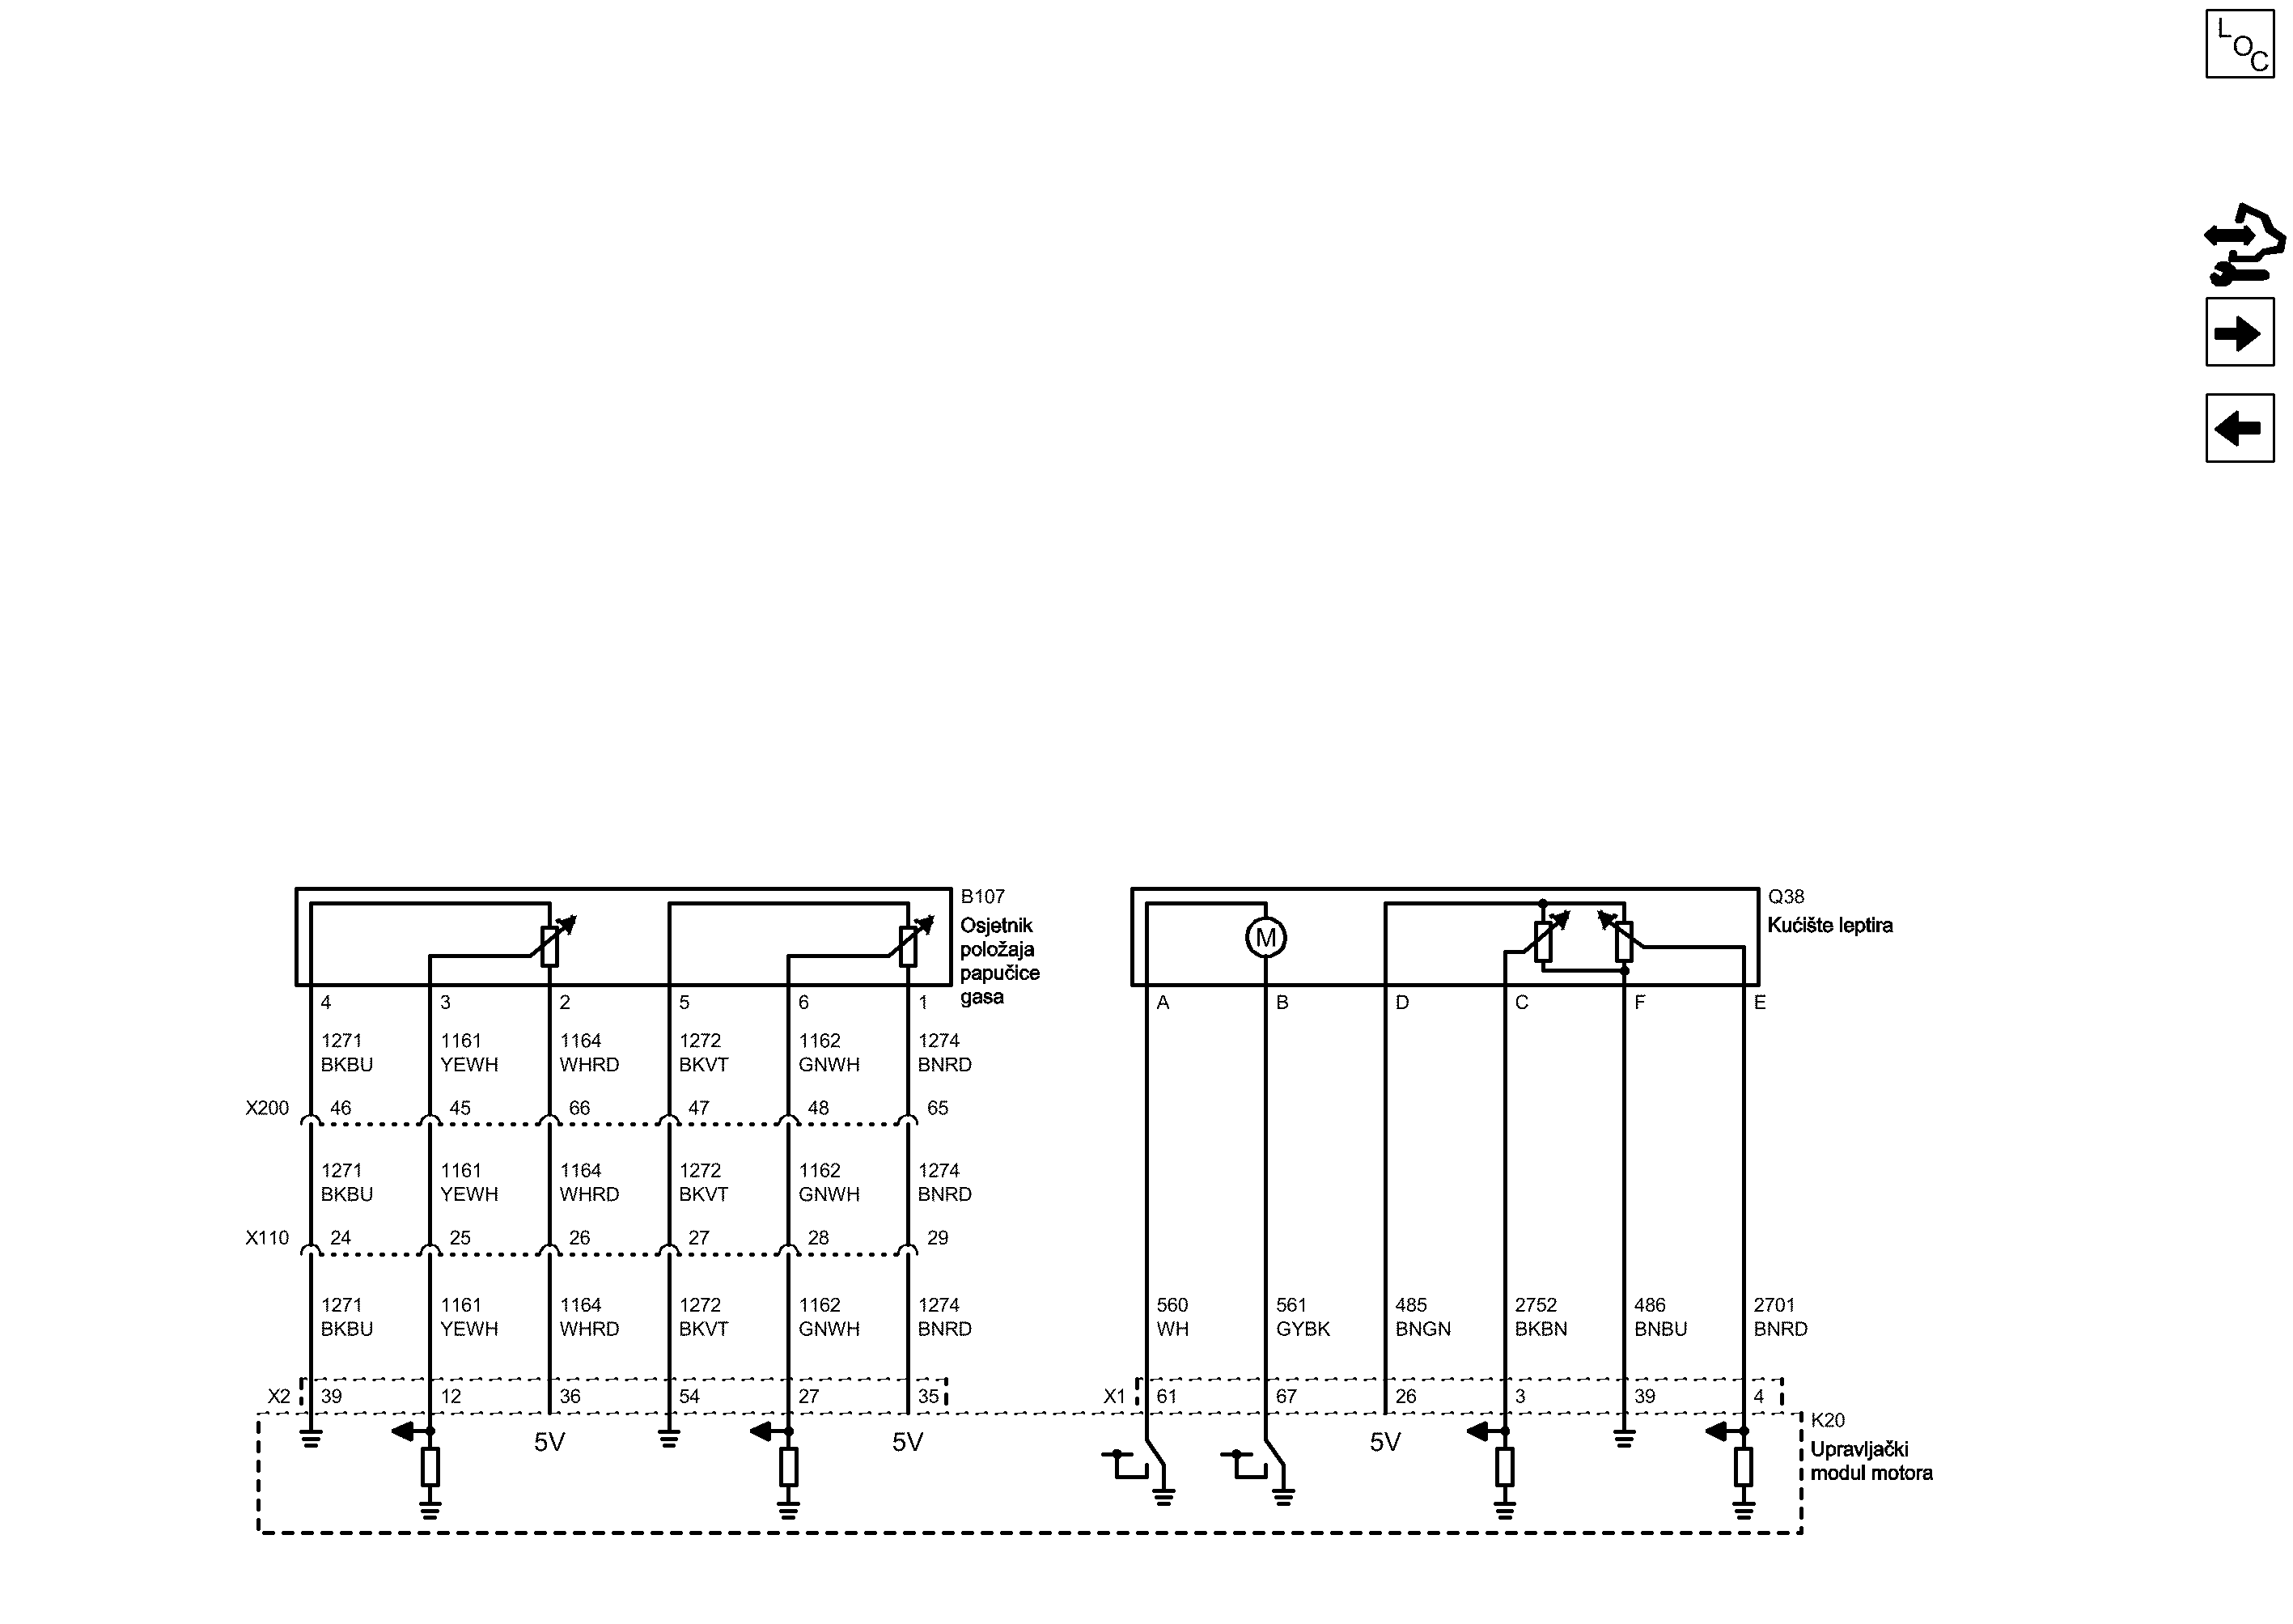 LOC
B107
Osjetnik
položaja
papučice
gasa
Q38
Kućište leptira
M
4 3 2 5 6 1 A B D C F E
1271 1161 1164 1272 1162 1274
BKBU YEWH WHRD BKVT GNWH BNRD
X200 46 45 66 47 48 65
1271 1161 1164 1272 1162 1274
BKBU YEWH WHRD BKVT GNWH BNRD
X110 24 25 26 27 28 29
1271 1161 1164 1272 1162 1274 560 561 485 2752 486 2701
BKBU YEWH WHRD BKVT GNWH BNRD WH GYBK BNGN BKBN BNBU BNRD
X2 39 12 36 54 27 35 X1 61 67 26 3 39 4
K20
Upravljački
modul motora
5V 5V 5V